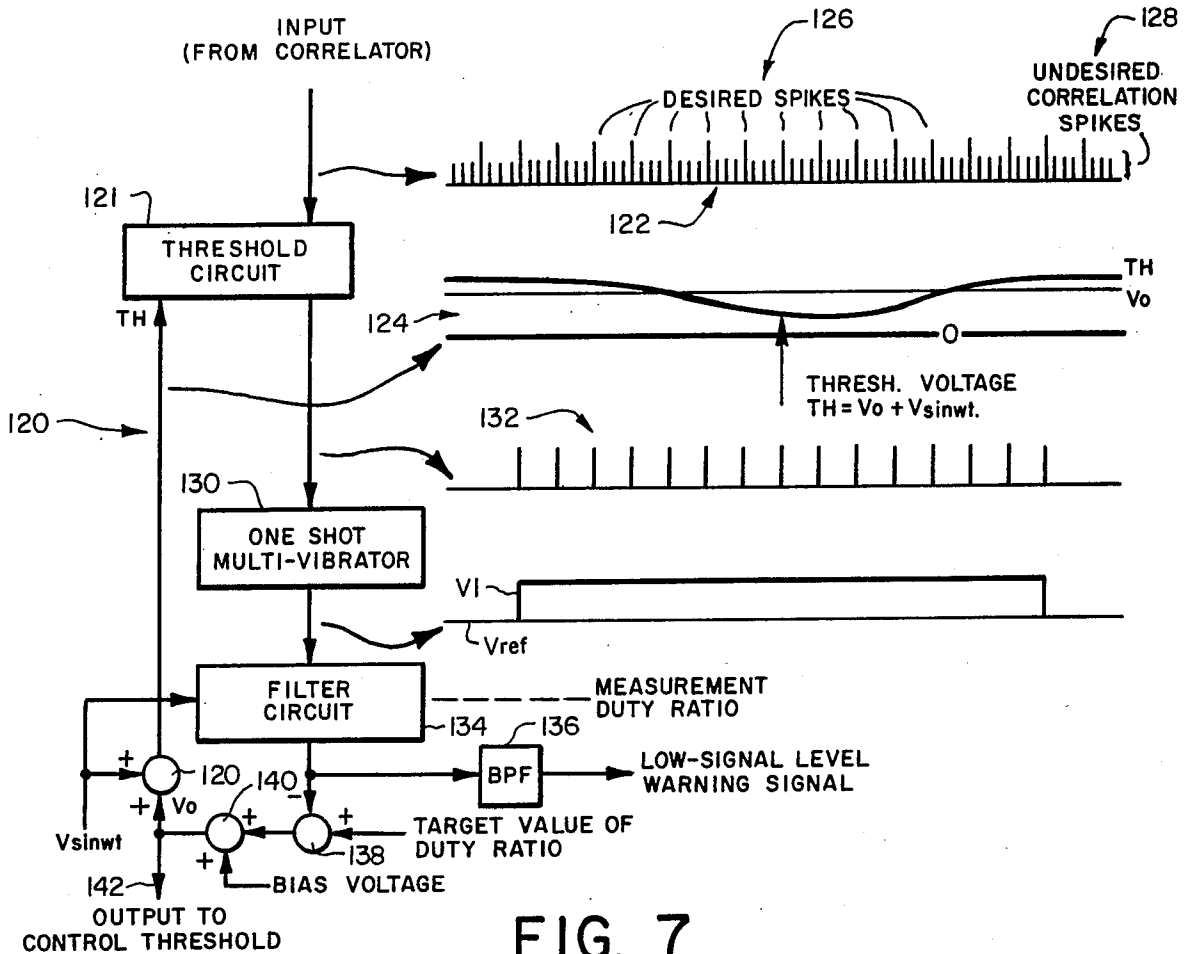 INPUT
(FROM CORRELATOR)
126
128
DESIRED SPIKES
UNDESIRED
CORRELATION
SPIKES
121
122
THRESHOLD
CIRCUIT
TH
Vo
TH
124
0
THRESH. VOLTAGE
TH = Vo + Vsinwt.
120
132
130
ONE SHOT
MULTI-VIBRATOR
V1
Vref
FILTER
CIRCUIT
MEASUREMENT
DUTY RATIO
134
136
+
120
BPF
LOW-SIGNAL LEVEL
WARNING SIGNAL
140
-
+
Vo
+
+
Vsinwt
TARGET VALUE OF
DUTY RATIO
138
+
142
BIAS VOLTAGE
OUTPUT TO
CONTROL THRESHOLD
FIG. 7